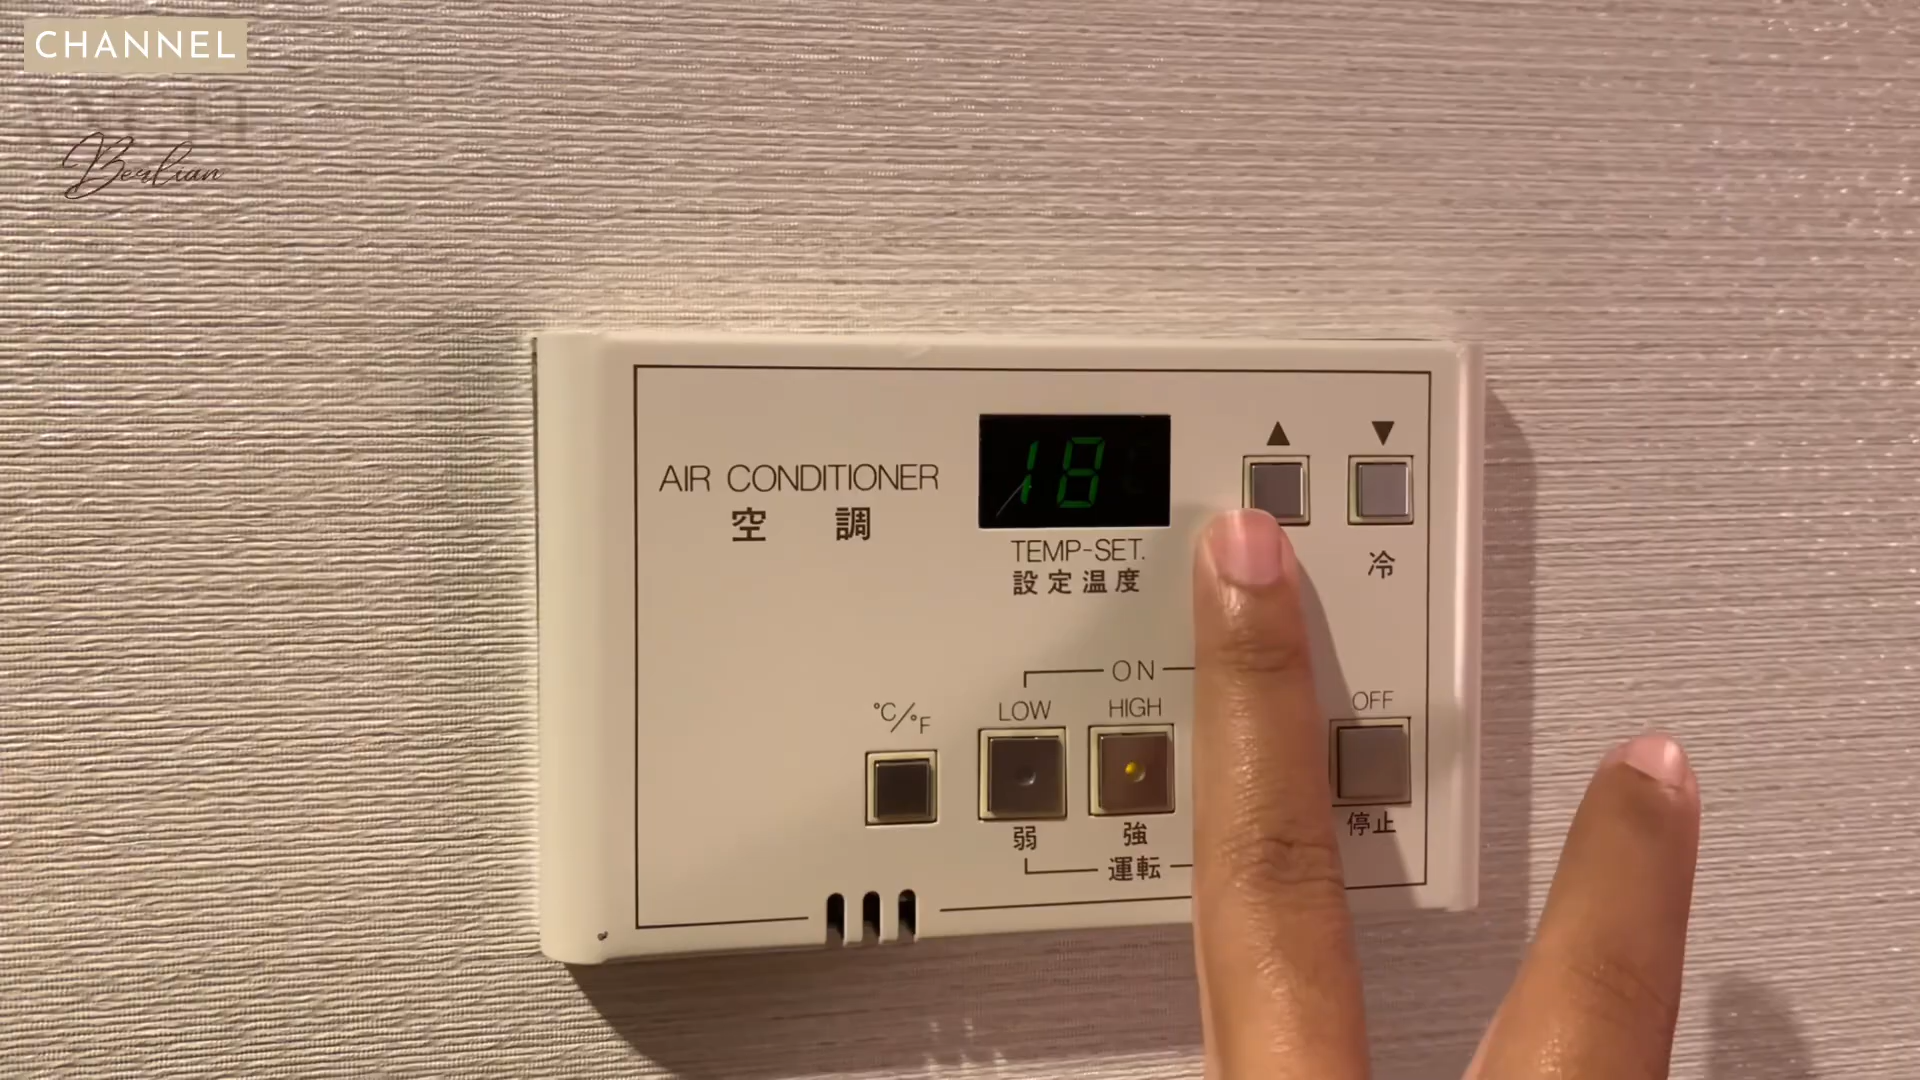 CHANNEL
Berlian
AIR CONDITIONER
空調
18
TEMP-SET.
設定温度
▲
▼
冷
ON
°C/°F
LOW
HIGH
OFF
弱
強
停止
運転